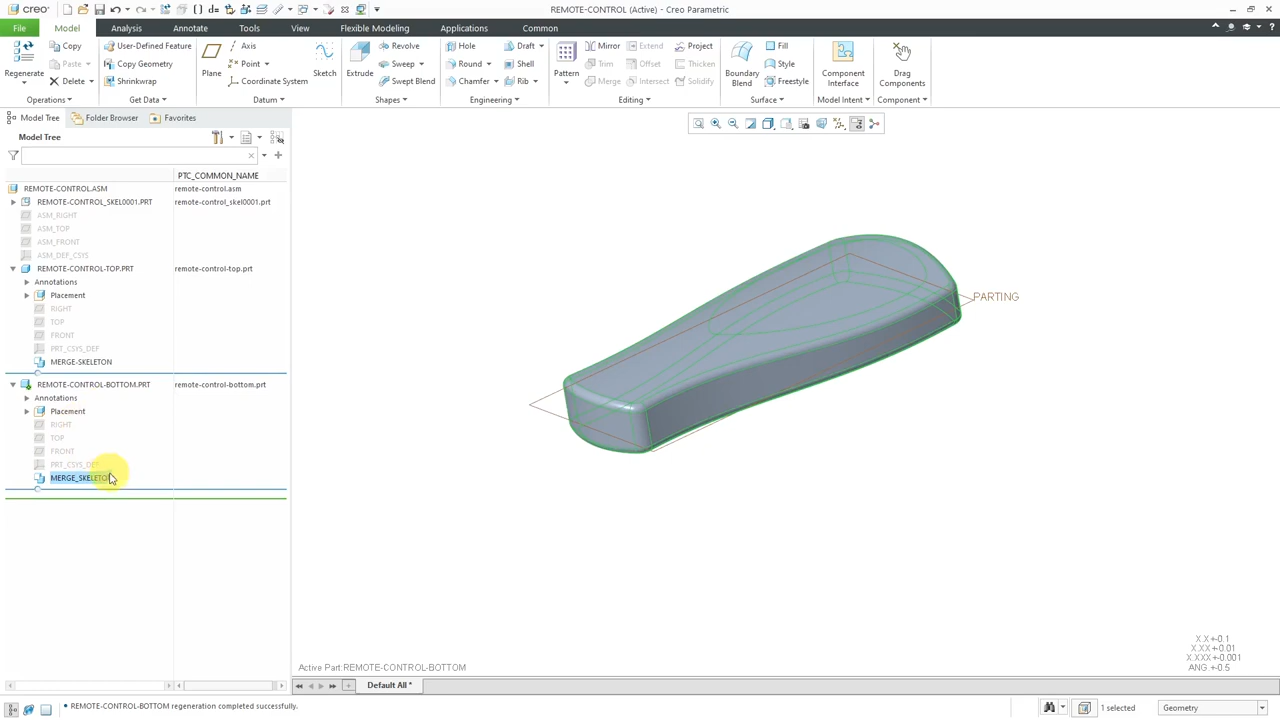 creo
REMOTE-CONTROL (Active) - Creo Parametric
File Model Analysis Annotate Tools View Flexible Modeling Applications Common
Regenerate
Copy
Paste
Delete
Operations
User-Defined Feature
Copy Geometry
Shrinkwrap
Get Data
Plane
Axis
Point
Coordinate System
Sketch
Datum
Extrude
Revolve
Sweep
Swept Blend
Shapes
Hole
Round
Chamfer
Draft
Shell
Rib
Engineering
Pattern
Mirror
Trim
Merge
Extend
Offset
Intersect
Project
Thicken
Solidify
Editing
Boundary Blend
Fill
Style
Freestyle
Surface
Component Interface
Model Intent
Drag Components
Component
Model Tree Folder Browser Favorites
Model Tree
PTC_COMMON_NAME
REMOTE-CONTROL.ASM remote-control.asm
REMOTE-CONTROL_SKEL0001.PRT remote-control_skel0001.prt
ASM_RIGHT
ASM_TOP
ASM_FRONT
ASM_DEF_CSYS
REMOTE-CONTROL-TOP.PRT remote-control-top.prt
Annotations
Placement
RIGHT
TOP
FRONT
PRT_CSYS_DEF
MERGE-SKELETON
REMOTE-CONTROL-BOTTOM.PRT remote-control-bottom.prt
Annotations
Placement
RIGHT
TOP
FRONT
PRT_CSYS_DEF
MERGE_SKELETON
PARTING
X.X +-0.1
X.XX +-0.01
X.XXX +-0.001
ANG. +-0.5
Active Part:REMOTE-CONTROL-BOTTOM
Default All *
• REMOTE-CONTROL-BOTTOM regeneration completed successfully.
1 selected
Geometry